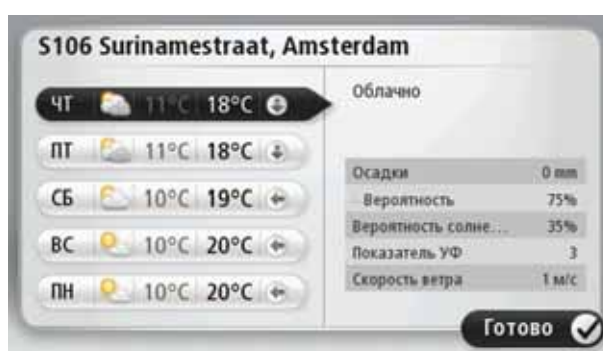 S106 Surinamestraat, Amsterdam
ЧТ 11°C 18°C
ПТ 11°C 18°C
СБ 10°C 19°C
ВС 10°C 20°C
ПН 10°C 20°C
Облачно
Осадки 0 mm
Вероятность 75%
Вероятность солне... 35%
Показатель УФ 3
Скорость ветра 1 м/с
Готово